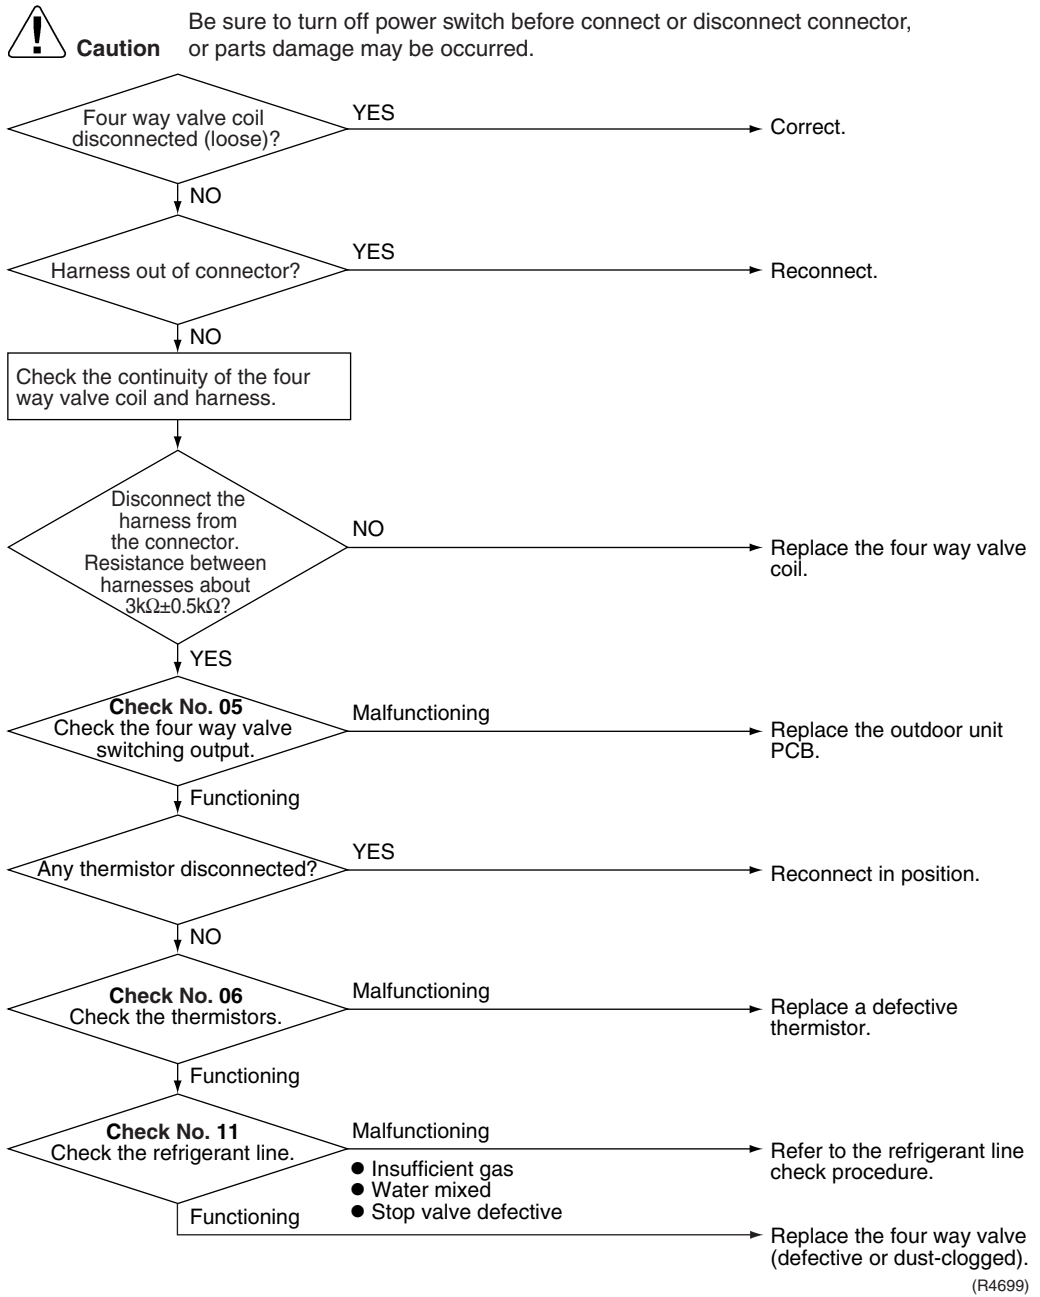 Be sure to turn off power switch before connect or disconnect connector,
Caution or parts damage may be occurred.
Four way valve coil
disconnected (loose)?
YES
Correct.
NO
Harness out of connector?
YES
Reconnect.
NO
Check the continuity of the four
way valve coil and harness.
Disconnect the
harness from
the connector.
Resistance between
harnesses about
3kΩ±0.5kΩ?
NO
Replace the four way valve
coil.
YES
Check No. 05
Check the four way valve
switching output.
Malfunctioning
Replace the outdoor unit
PCB.
Functioning
Any thermistor disconnected?
YES
Reconnect in position.
NO
Check No. 06
Check the thermistors.
Malfunctioning
Replace a defective
thermistor.
Functioning
Check No. 11
Check the refrigerant line.
Malfunctioning
● Insufficient gas
● Water mixed
● Stop valve defective
Refer to the refrigerant line
check procedure.
Functioning
Replace the four way valve
(defective or dust-clogged).
(R4699)